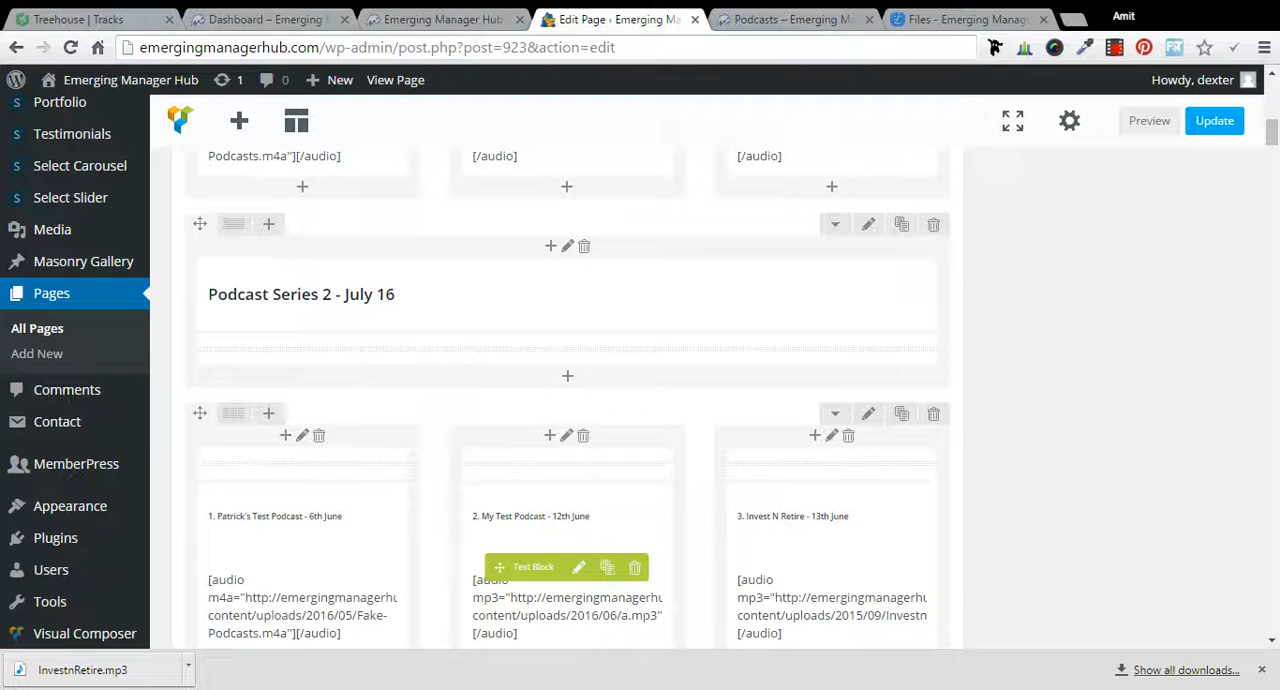 Treehouse | Tracks
Dashboard – Emerging
Emerging Manager Hub
Edit Page ‹ Emerging Ma
Podcasts – Emerging M
Files - Emerging Manage
Amit
emergingmanagerhub.com/wp-admin/post.php?post=923&action=edit
Emerging Manager Hub
1
0
New
View Page
Howdy, dexter
Portfolio
Testimonials
Select Carousel
Select Slider
Media
Masonry Gallery
Pages
All Pages
Add New
Comments
Contact
MemberPress
Appearance
Plugins
Users
Tools
Visual Composer
Preview
Update
Podcasts.m4a"][/audio]
[/audio]
[/audio]
Podcast Series 2 - July 16
1. Patrick's Test Podcast - 6th June
[audio
m4a="http://emergingmanagerhu
content/uploads/2016/05/Fake-
Podcasts.m4a"][/audio]
2. My Test Podcast - 12th June
Text Block
mp3="http://emergingmanagerhu
content/uploads/2016/06/a.mp3"
[/audio]
3. Invest N Retire - 13th June
[audio
mp3="http://emergingmanagerhu
content/uploads/2015/09/Investn
[/audio]
InvestnRetire.mp3
Show all downloads...